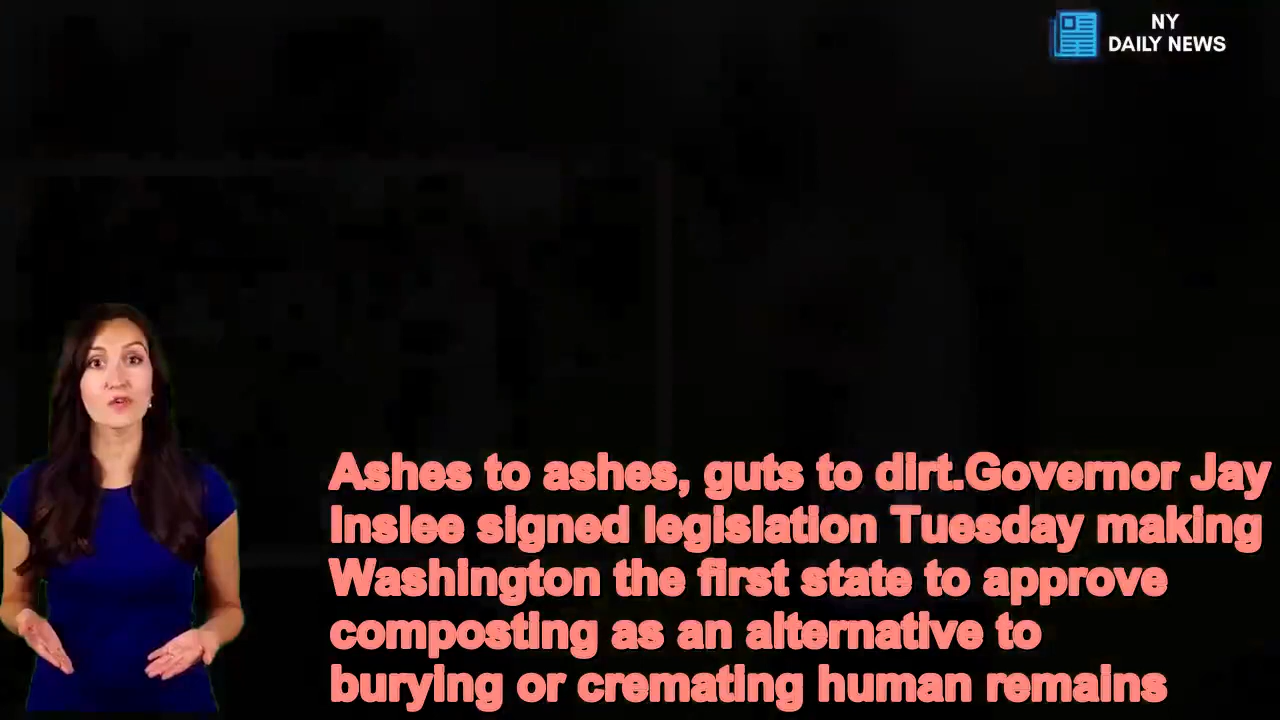 NY
DAILY NEWS
Ashes to ashes, guts to dirt.Governor Jay
Inslee signed legislation Tuesday making
Washington the first state to approve
composting as an alternative to
burying or cremating human remains